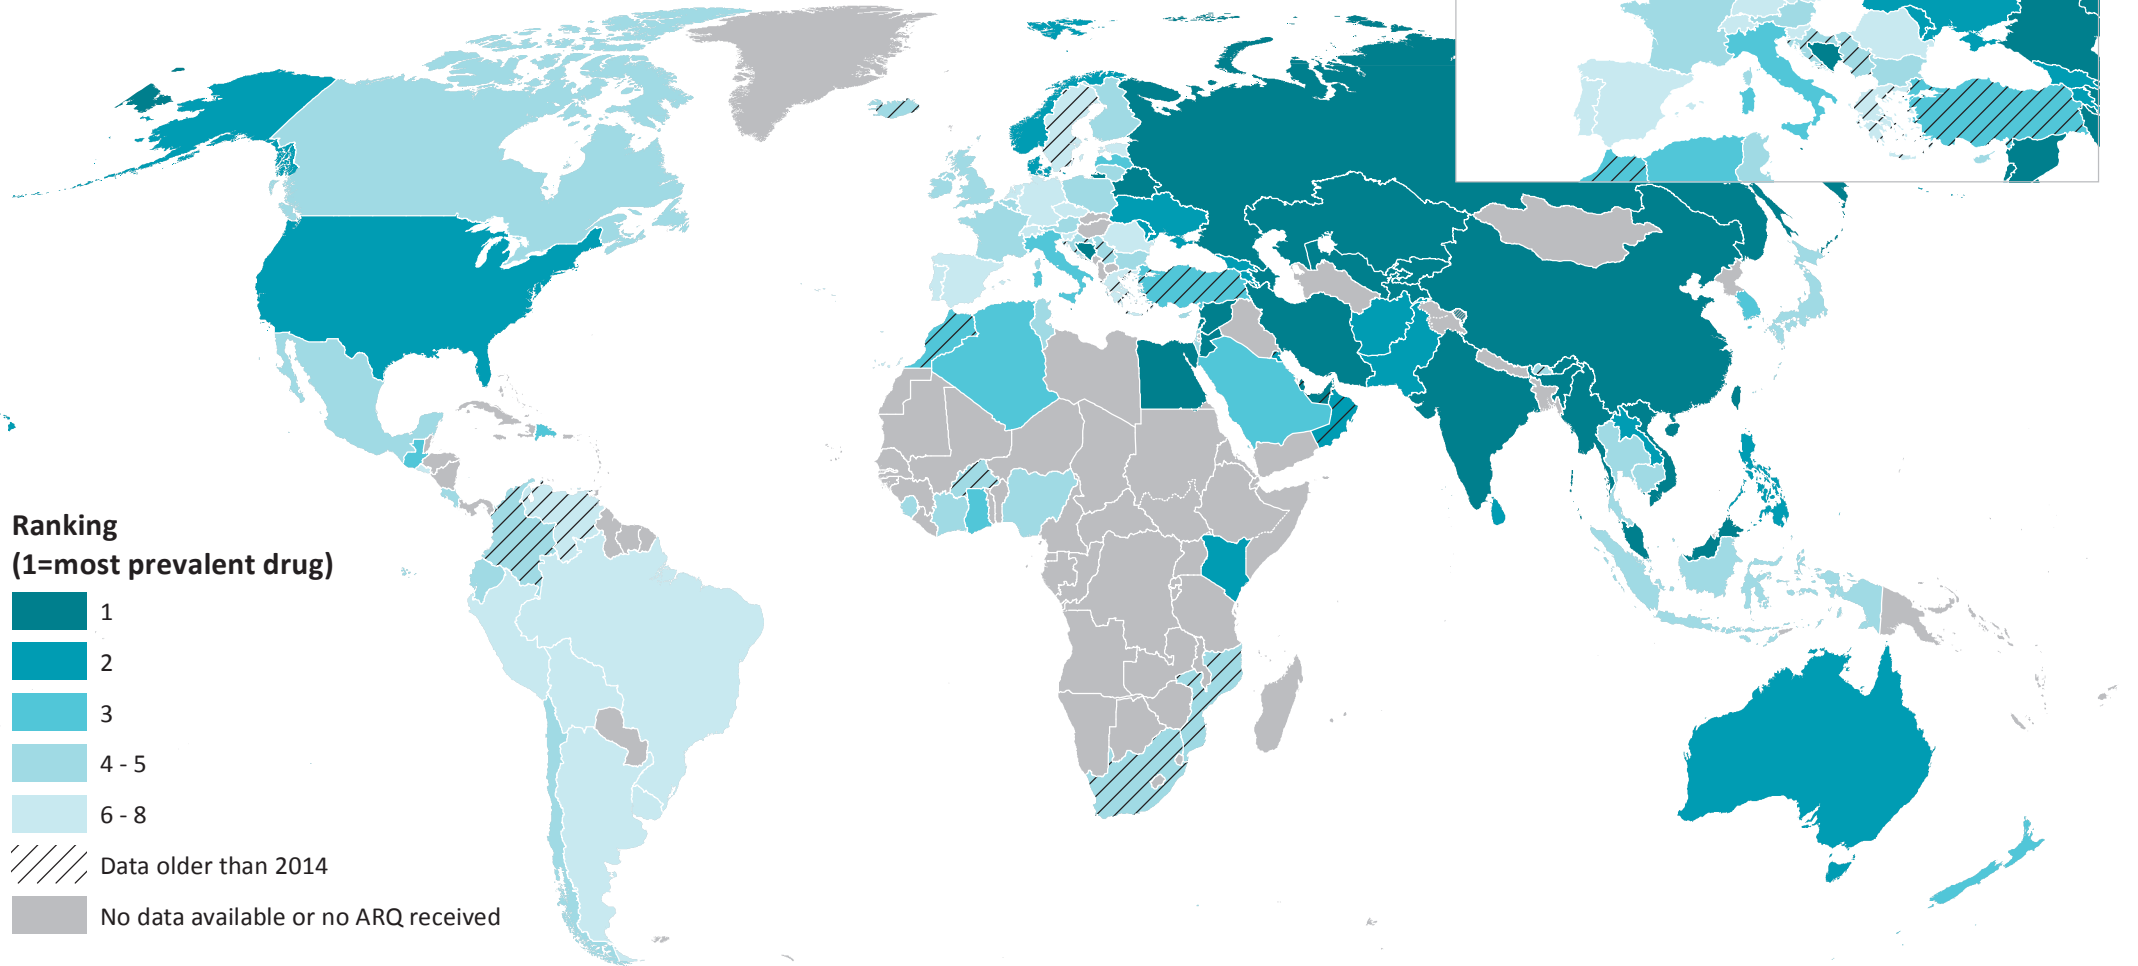 Ranking
(1=most prevalent drug)
1
2
3
4 - 5
6 - 8
Data older than 2014
No data available or no ARQ received